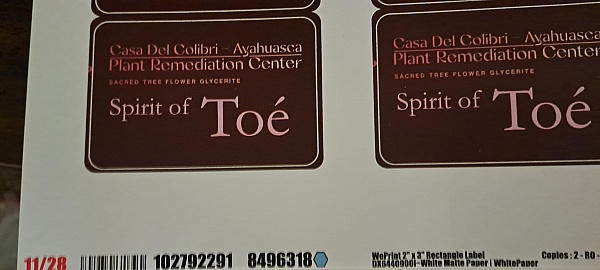 Casa Del Colibri - Ayahuasca
Plant Remediation Center
SACRED TREE FLOWER GLYCERITE
Spirit of Toé
Casa Del Colibri - Ayahuasca
Plant Remediation Center
SACRED TREE FLOWER GLYCERITE
Spirit of Toé
11/28 102792291 8496318
WePrint 2" x 3" Rectangle Label
OX64409001-White Matte Paper | WhitePaper
Copies : 2 - RO -